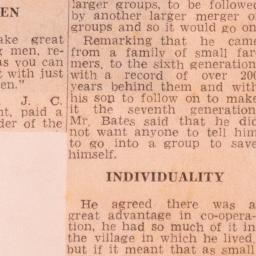 EN
ake great
g men, re-
as you can
t with just
en."
J. C.
nt, paid a
der of the
larger groups, to be followed
by another larger merger of
groups and so it would go on
Remarking that he came
from a family of small far-
mers, to the sixth generation
with a record of over 200
years behind them and with
his son to follow on to make
it the seventh generation
Mr. Bates said that he did
not want anyone to tell him
to go into a group to save
himself.
INDIVIDUALITY
He agreed there was a
great advantage in co-opera-
tion, he had so much of it in
the village in which he lived,
but if it meant that as small